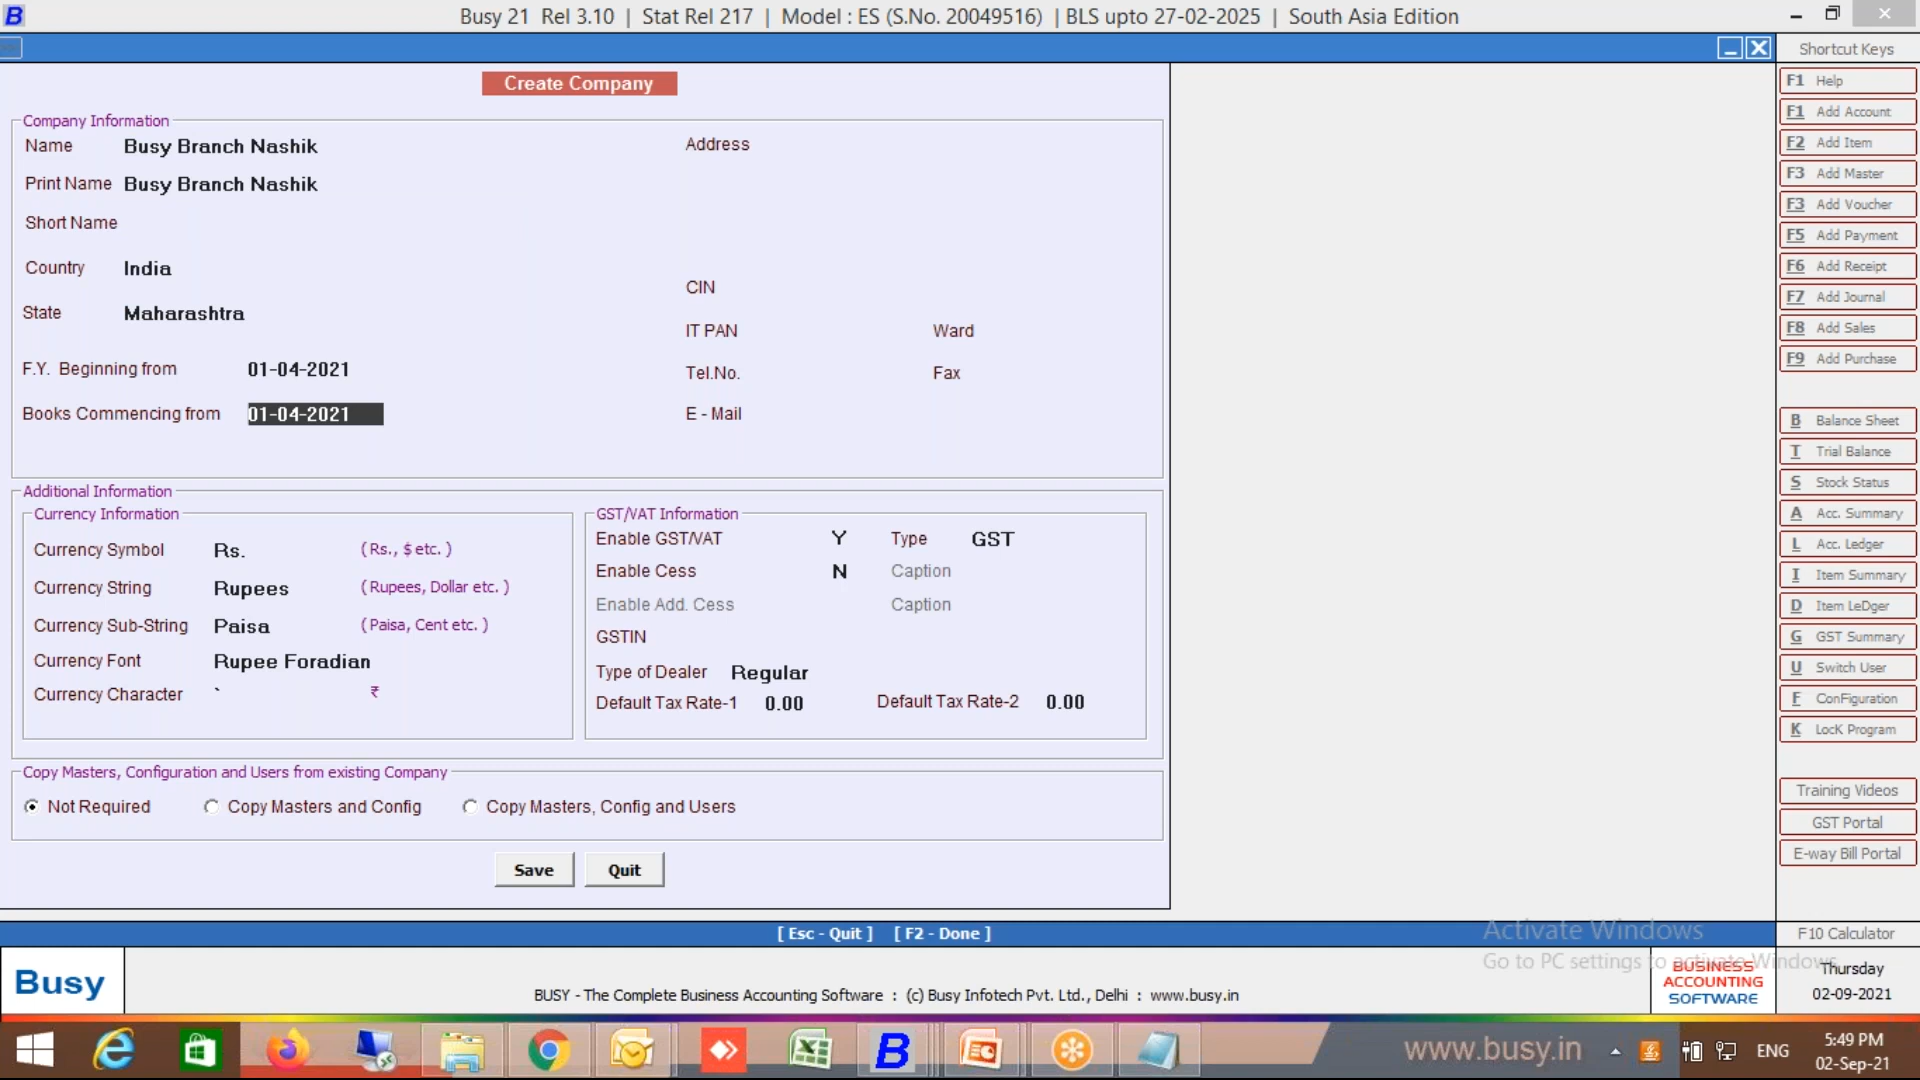 B
Busy 21 Rel 3.10 | Stat Rel 217 | Model : ES (S.No. 20049516) | BLS upto 27-02-2025 | South Asia Edition
Shortcut Keys
Create Company
Company Information
Name Busy Branch Nashik
Address
Print Name Busy Branch Nashik
Short Name
Country India
CIN
State Maharashtra
IT PAN Ward
F.Y. Beginning from 01-04-2021
Tel.No. Fax
Books Commencing from 01-04-2021
E - Mail
Additional Information
Currency Information
Currency Symbol Rs. ( Rs., $ etc. )
Currency String Rupees ( Rupees, Dollar etc. )
Currency Sub-String Paisa ( Paisa, Cent etc. )
Currency Font Rupee Foradian
Currency Character ` ₹
GST/VAT Information
Enable GST/VAT Y Type GST
Enable Cess N Caption
Enable Add. Cess Caption
GSTIN
Type of Dealer Regular
Default Tax Rate-1 0.00 Default Tax Rate-2 0.00
Copy Masters, Configuration and Users from existing Company
Not Required Copy Masters and Config Copy Masters, Config and Users
Save Quit
F1 Help
F1 Add Account
F2 Add Item
F3 Add Master
F3 Add Voucher
F5 Add Payment
F6 Add Receipt
F7 Add Journal
F8 Add Sales
F9 Add Purchase
B Balance Sheet
T Trial Balance
S Stock Status
A Acc. Summary
L Acc. Ledger
I Item Summary
D Item LeDger
G GST Summary
U Switch User
F ConFiguration
K LocK Program
Training Videos
GST Portal
E-way Bill Portal
[ Esc - Quit ] [ F2 - Done ]
F10 Calculator
Activate Windows
Go to PC settings to activate Windows.
Busy
BUSY - The Complete Business Accounting Software : (c) Busy Infotech Pvt. Ltd., Delhi : www.busy.in
BUSINESS
ACCOUNTING
SOFTWARE
Thursday
02-09-2021
B
www.busy.in
ENG
5:49 PM
02-Sep-21